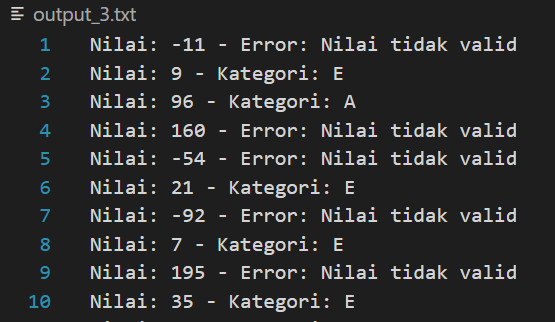 output_3.txt
1 Nilai: -11 - Error: Nilai tidak valid
2 Nilai: 9 - Kategori: E
3 Nilai: 96 - Kategori: A
4 Nilai: 160 - Error: Nilai tidak valid
5 Nilai: -54 - Error: Nilai tidak valid
6 Nilai: 21 - Kategori: E
7 Nilai: -92 - Error: Nilai tidak valid
8 Nilai: 7 - Kategori: E
9 Nilai: 195 - Error: Nilai tidak valid
10 Nilai: 35 - Kategori: E